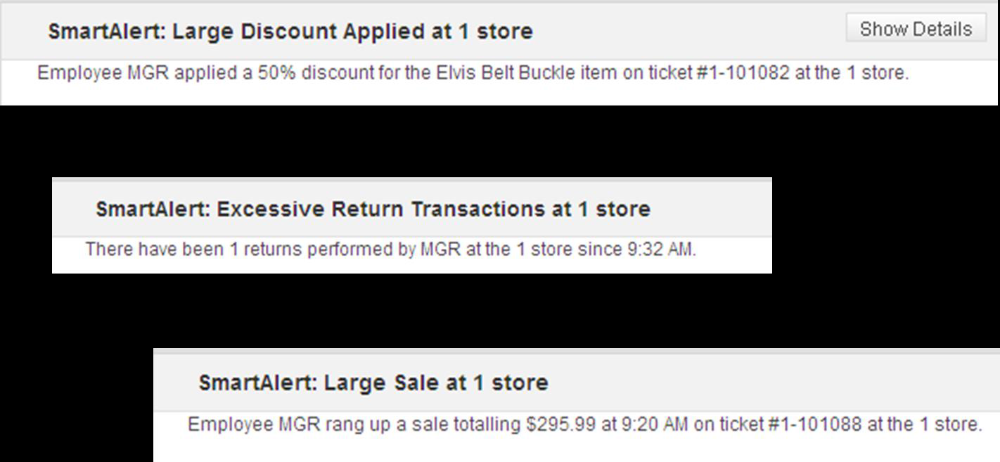 SmartAlert: Large Discount Applied at 1 store
Show Details
Employee MGR applied a 50% discount for the Elvis Belt Buckle item on ticket #1-101082 at the 1 store.
SmartAlert: Excessive Return Transactions at 1 store
There have been 1 returns performed by MGR at the 1 store since 9:32 AM.
SmartAlert: Large Sale at 1 store
Employee MGR rang up a sale totalling $295.99 at 9:20 AM on ticket #1-101088 at the 1 store.